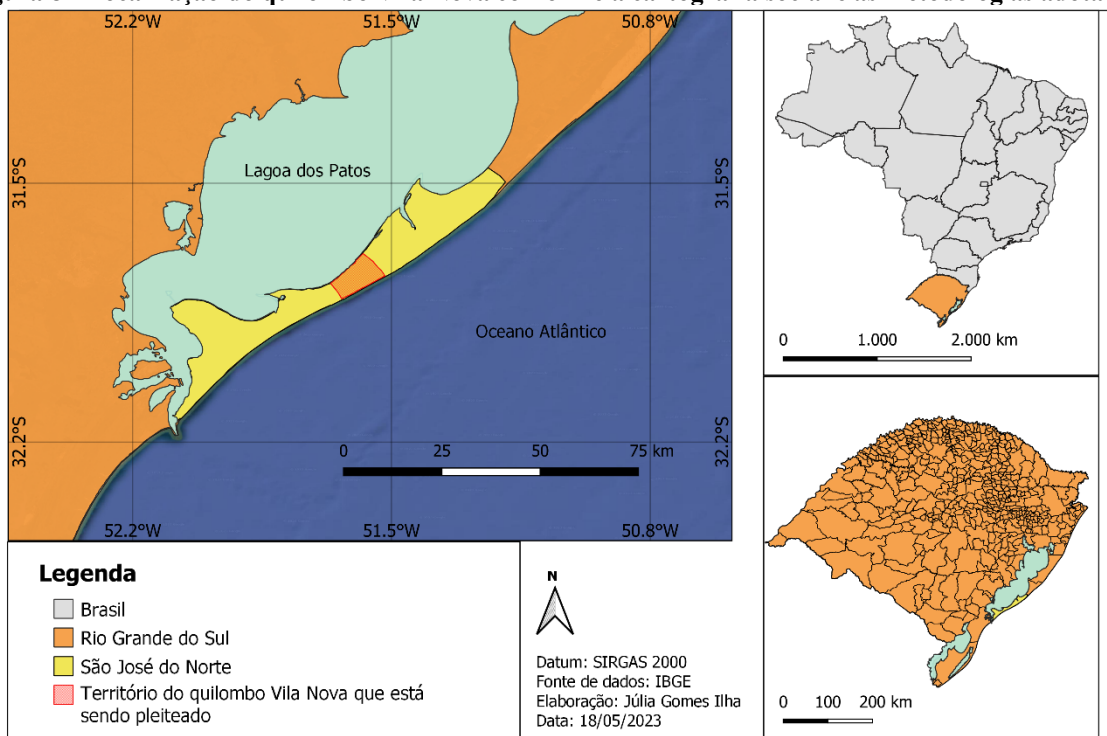 52.2°W 51.5°W 50.8°W
31.5°S 31.5°S
Lagoa dos Patos
Oceano Atlântico
32.2°S 32.2°S
0 25 50 75 km
52.2°W 51.5°W 50.8°W
0 1.000 2.000 km
0 100 200 km
Legenda
Brasil
Rio Grande do Sul
São José do Norte
Território do quilombo Vila Nova que está
sendo pleiteado
N
Datum: SIRGAS 2000
Fonte de dados: IBGE
Elaboração: Júlia Gomes Ilha
Data: 18/05/2023